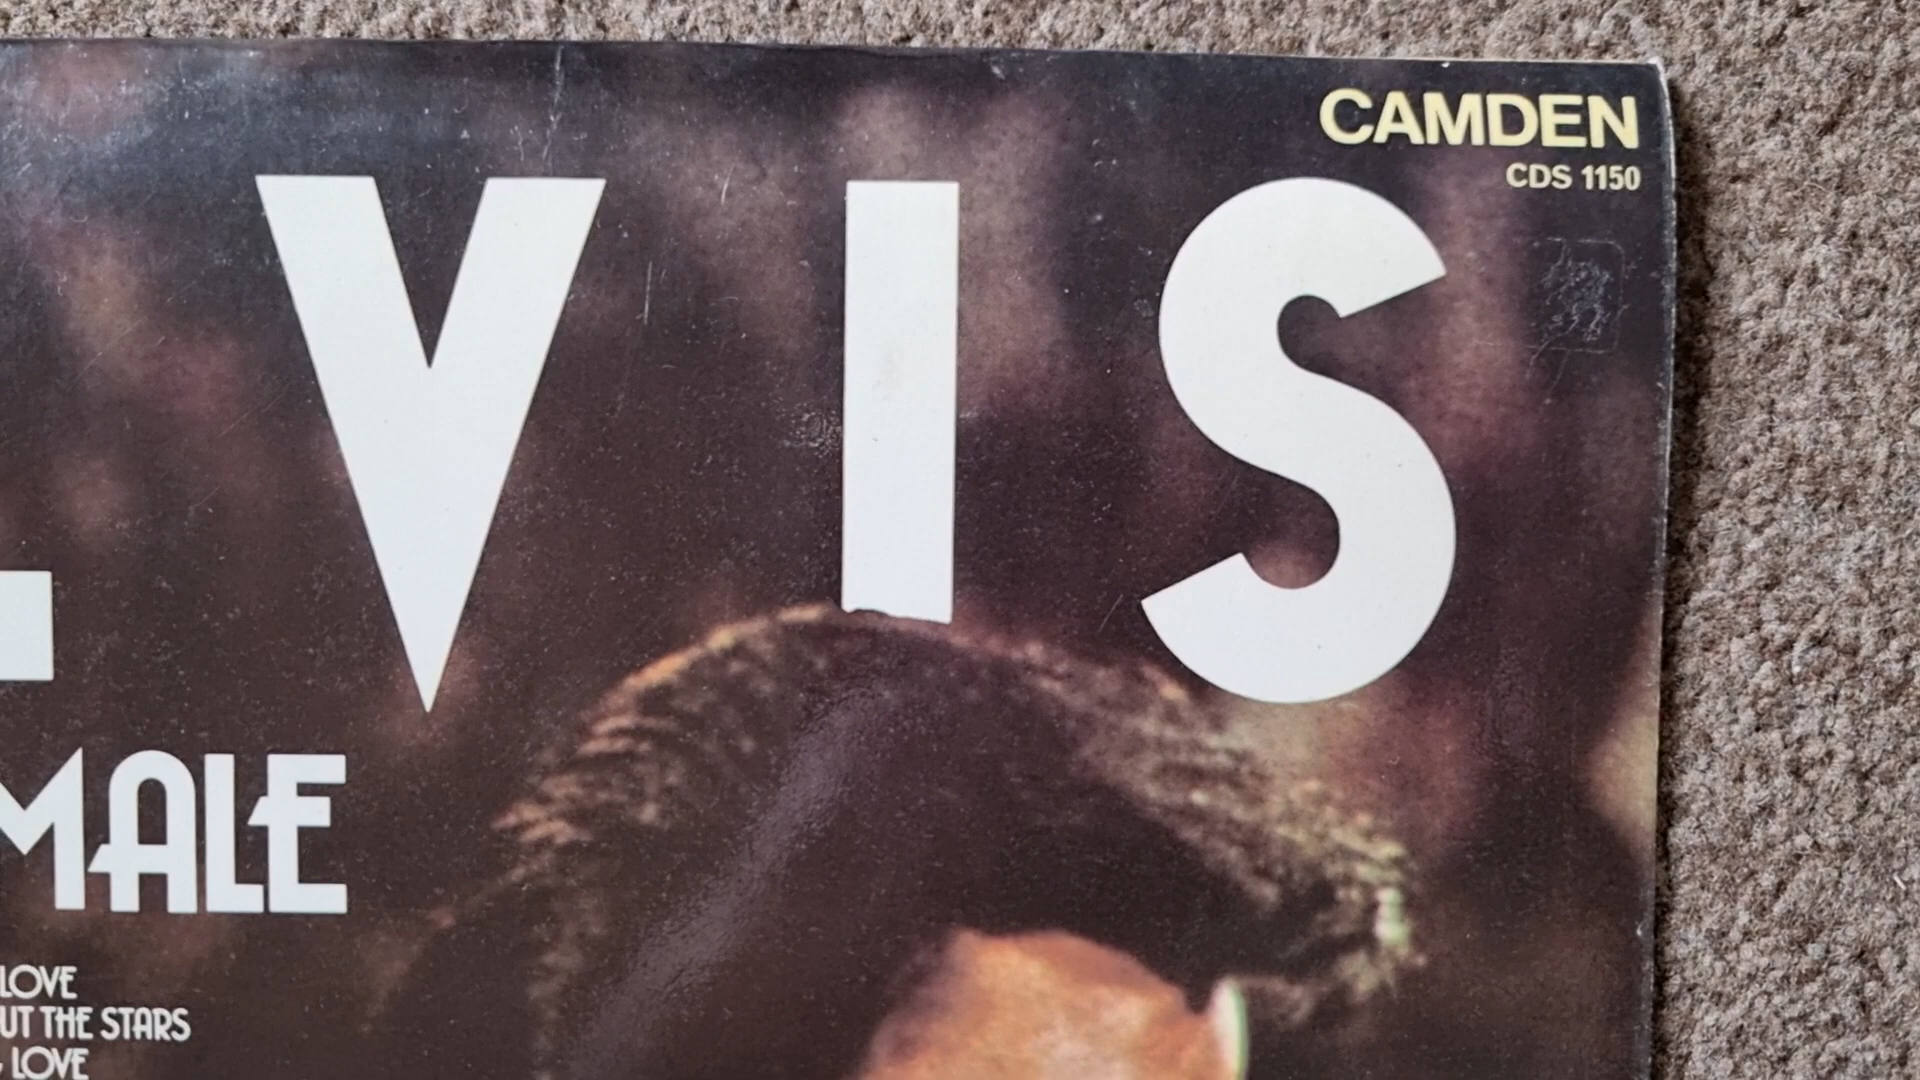 CAMDEN
CDS 1150
VIS
MALE
LOVE
UT THE STARS
LOVE